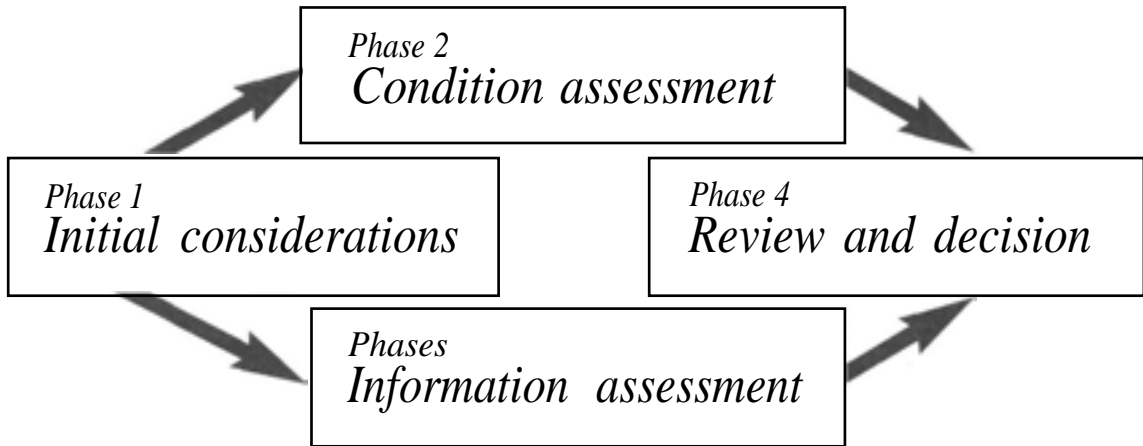 Phase 2
Condition assessment
Phase 1
Initial considerations
Phase 4
Review and decision
Phases
Information assessment